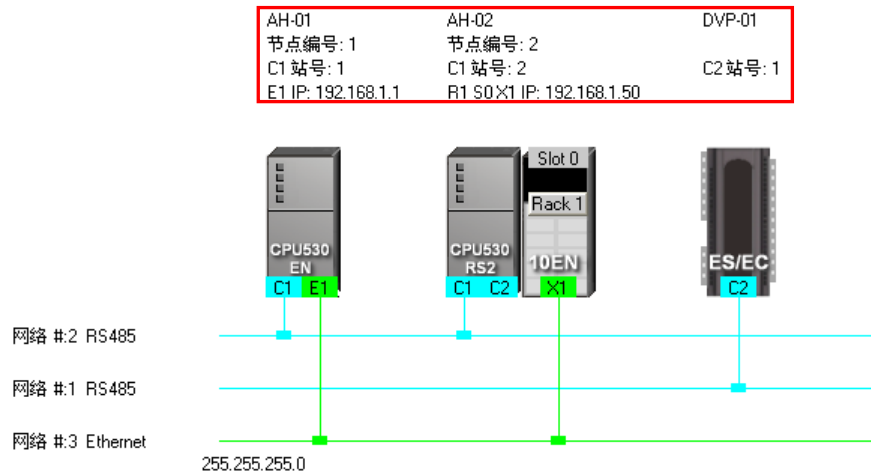 AH-01 AH-02 DVP-01
节点编号: 1 节点编号: 2
C1 站号: 1 C1 站号: 2 C2 站号: 1
E1 IP: 192.168.1.1 R1 S0 X1 IP: 192.168.1.50
Slot 0
Rack 1
CPU530 EN
CPU530 RS2
10EN
ES/EC
C1 E1 C1 C2 X1 C2
网络 #:2 RS485
网络 #:1 RS485
网络 #:3 Ethernet
255.255.255.0